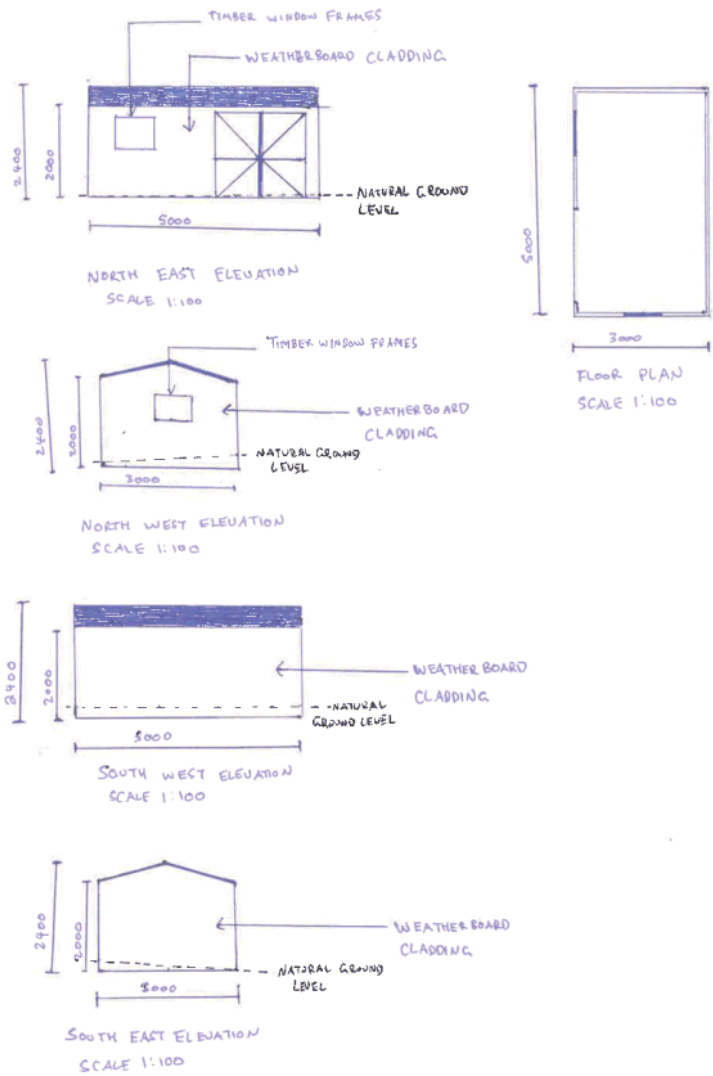 TIMBER WINDOW FRAMES
WEATHERBOARD CLADDING
2400
2000
NATURAL GROUND
LEVEL
5000
NORTH EAST ELEVATION
SCALE 1:100
5000
3000
FLOOR PLAN
SCALE 1:100
TIMBER WINDOW FRAMES
2400
2000
WEATHERBOARD
CLADDING
NATURAL GROUND
LEVEL
3000
NORTH WEST ELEVATION
SCALE 1:100
2400
2000
WEATHERBOARD
CLADDING
NATURAL
GROUND LEVEL
5000
SOUTH WEST ELEVATION
SCALE 1:100
2400
2000
WEATHERBOARD
CLADDING
NATURAL GROUND
LEVEL
3000
SOUTH EAST ELEVATION
SCALE 1:100